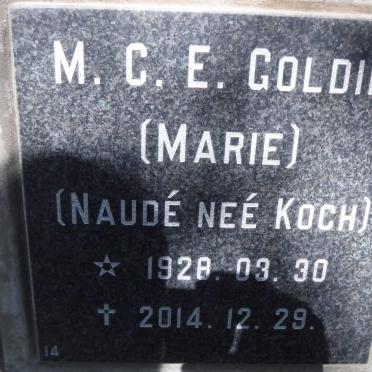 M. C. E. GOLDI
(MARIE)
(NAUDÉ NEÉ KOCH)
☆ 1928. 03. 30
✝ 2014. 12. 29.
14